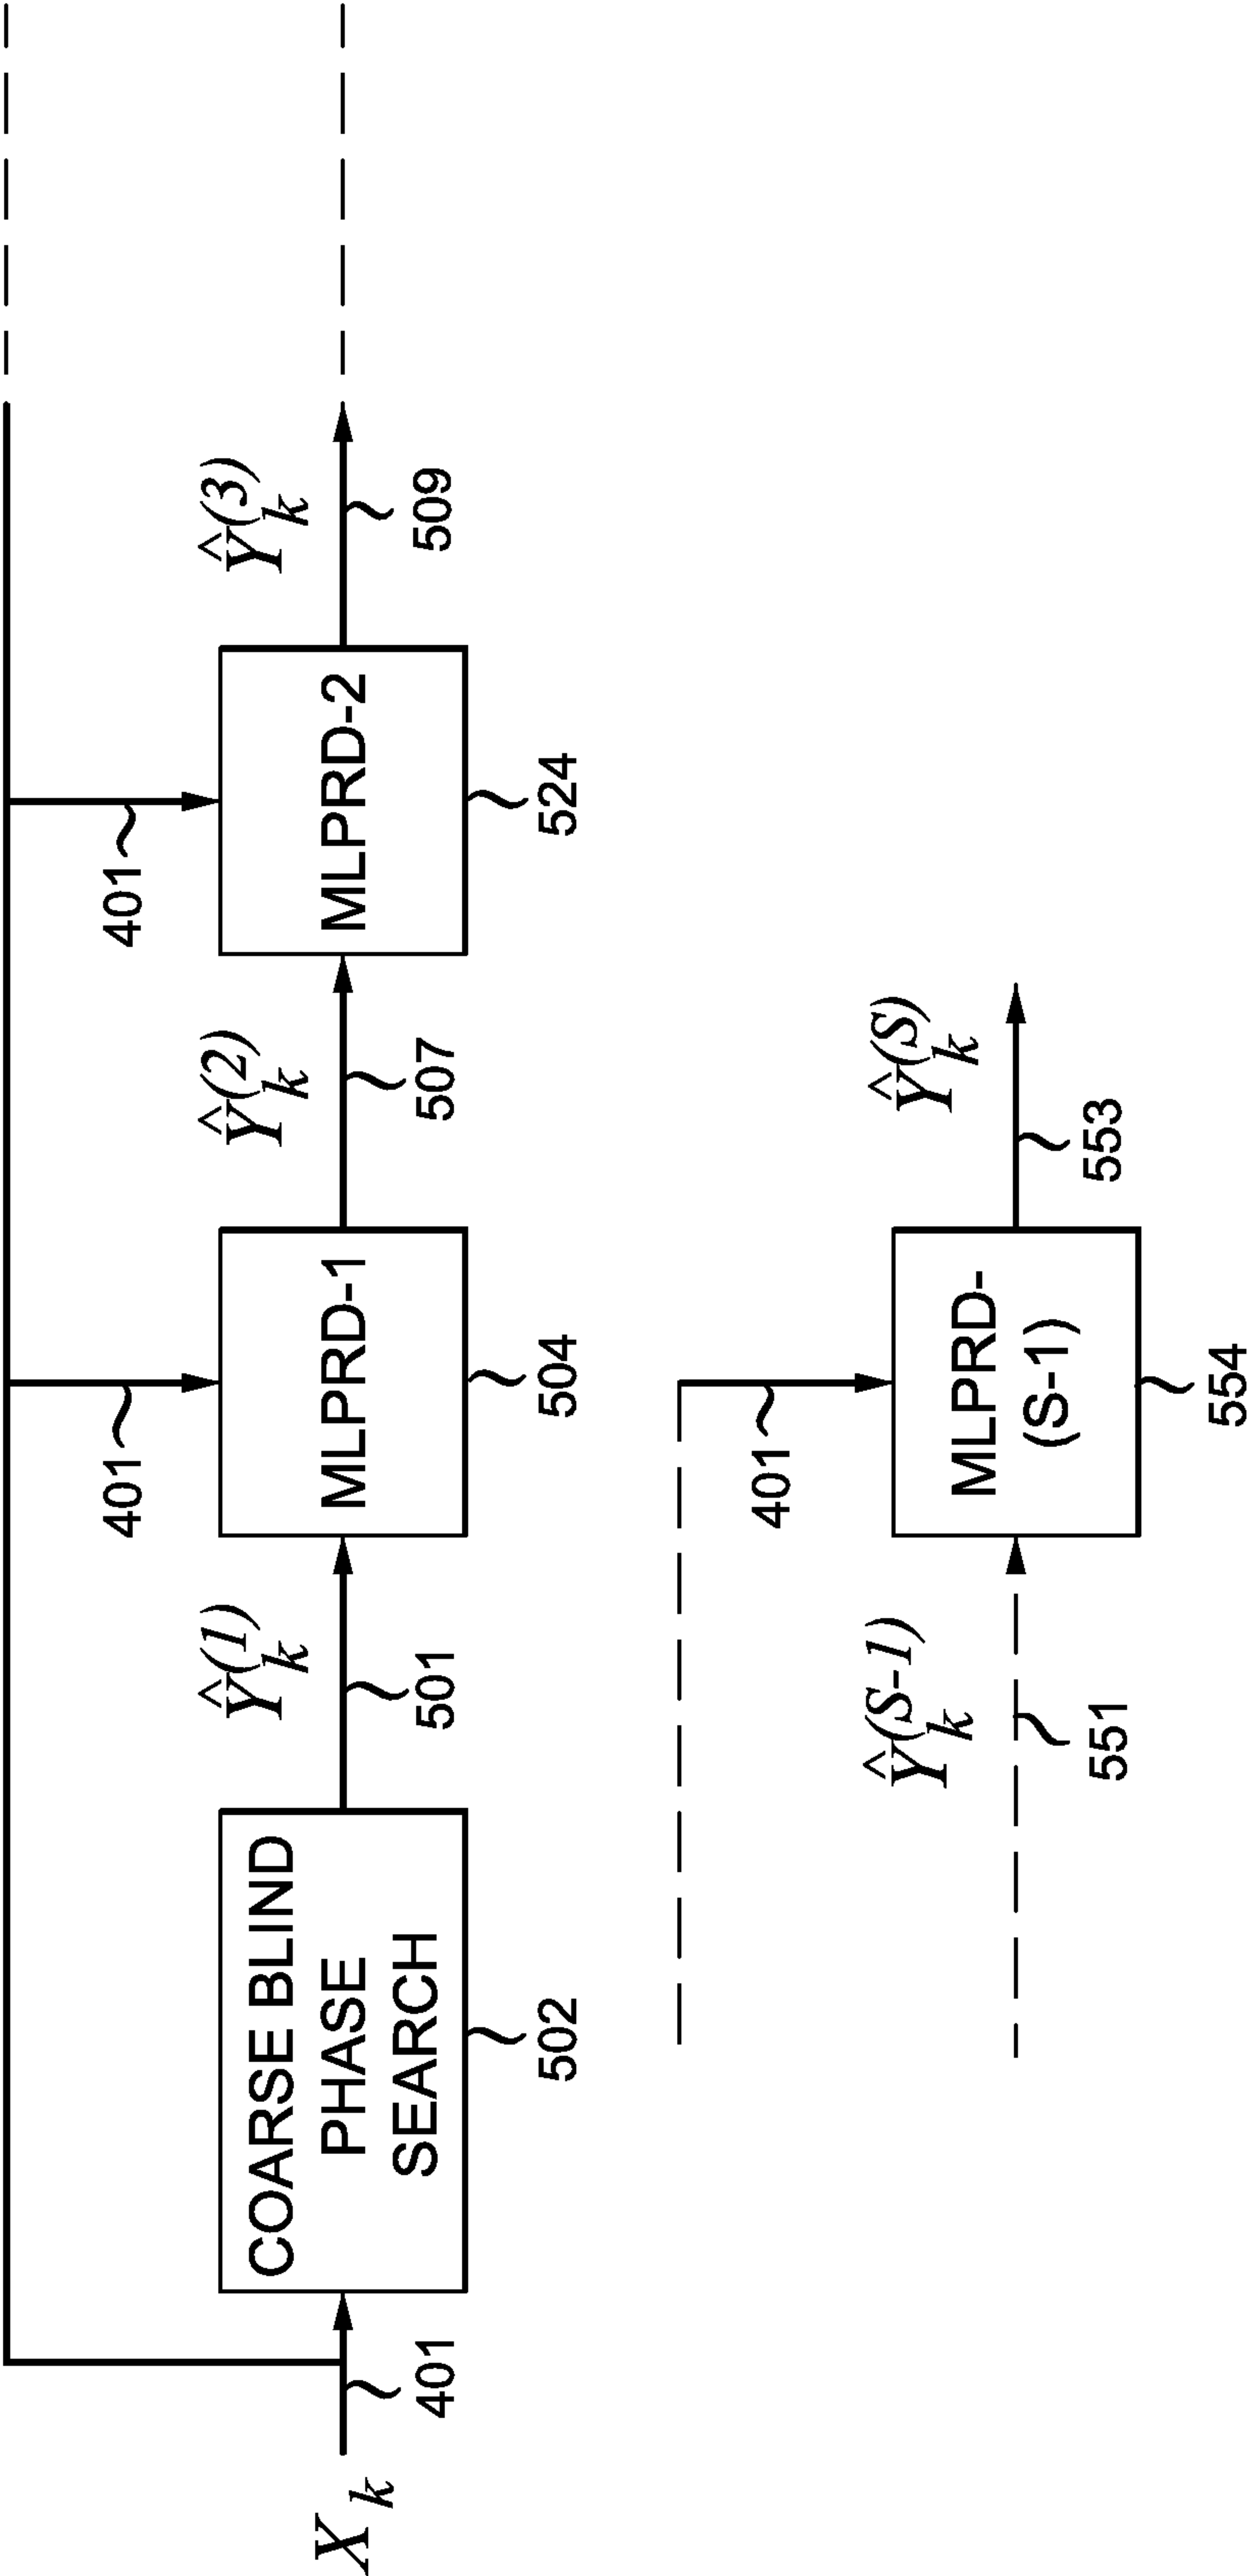 X_k
401
COARSE BLIND
PHASE
SEARCH
502
Ŷ_k^(1)
501
401
MLPRD-1
504
Ŷ_k^(2)
507
401
MLPRD-2
524
Ŷ_k^(3)
509
Ŷ_k^(S-1)
551
401
MLPRD-
(S-1)
554
Ŷ_k^(S)
553